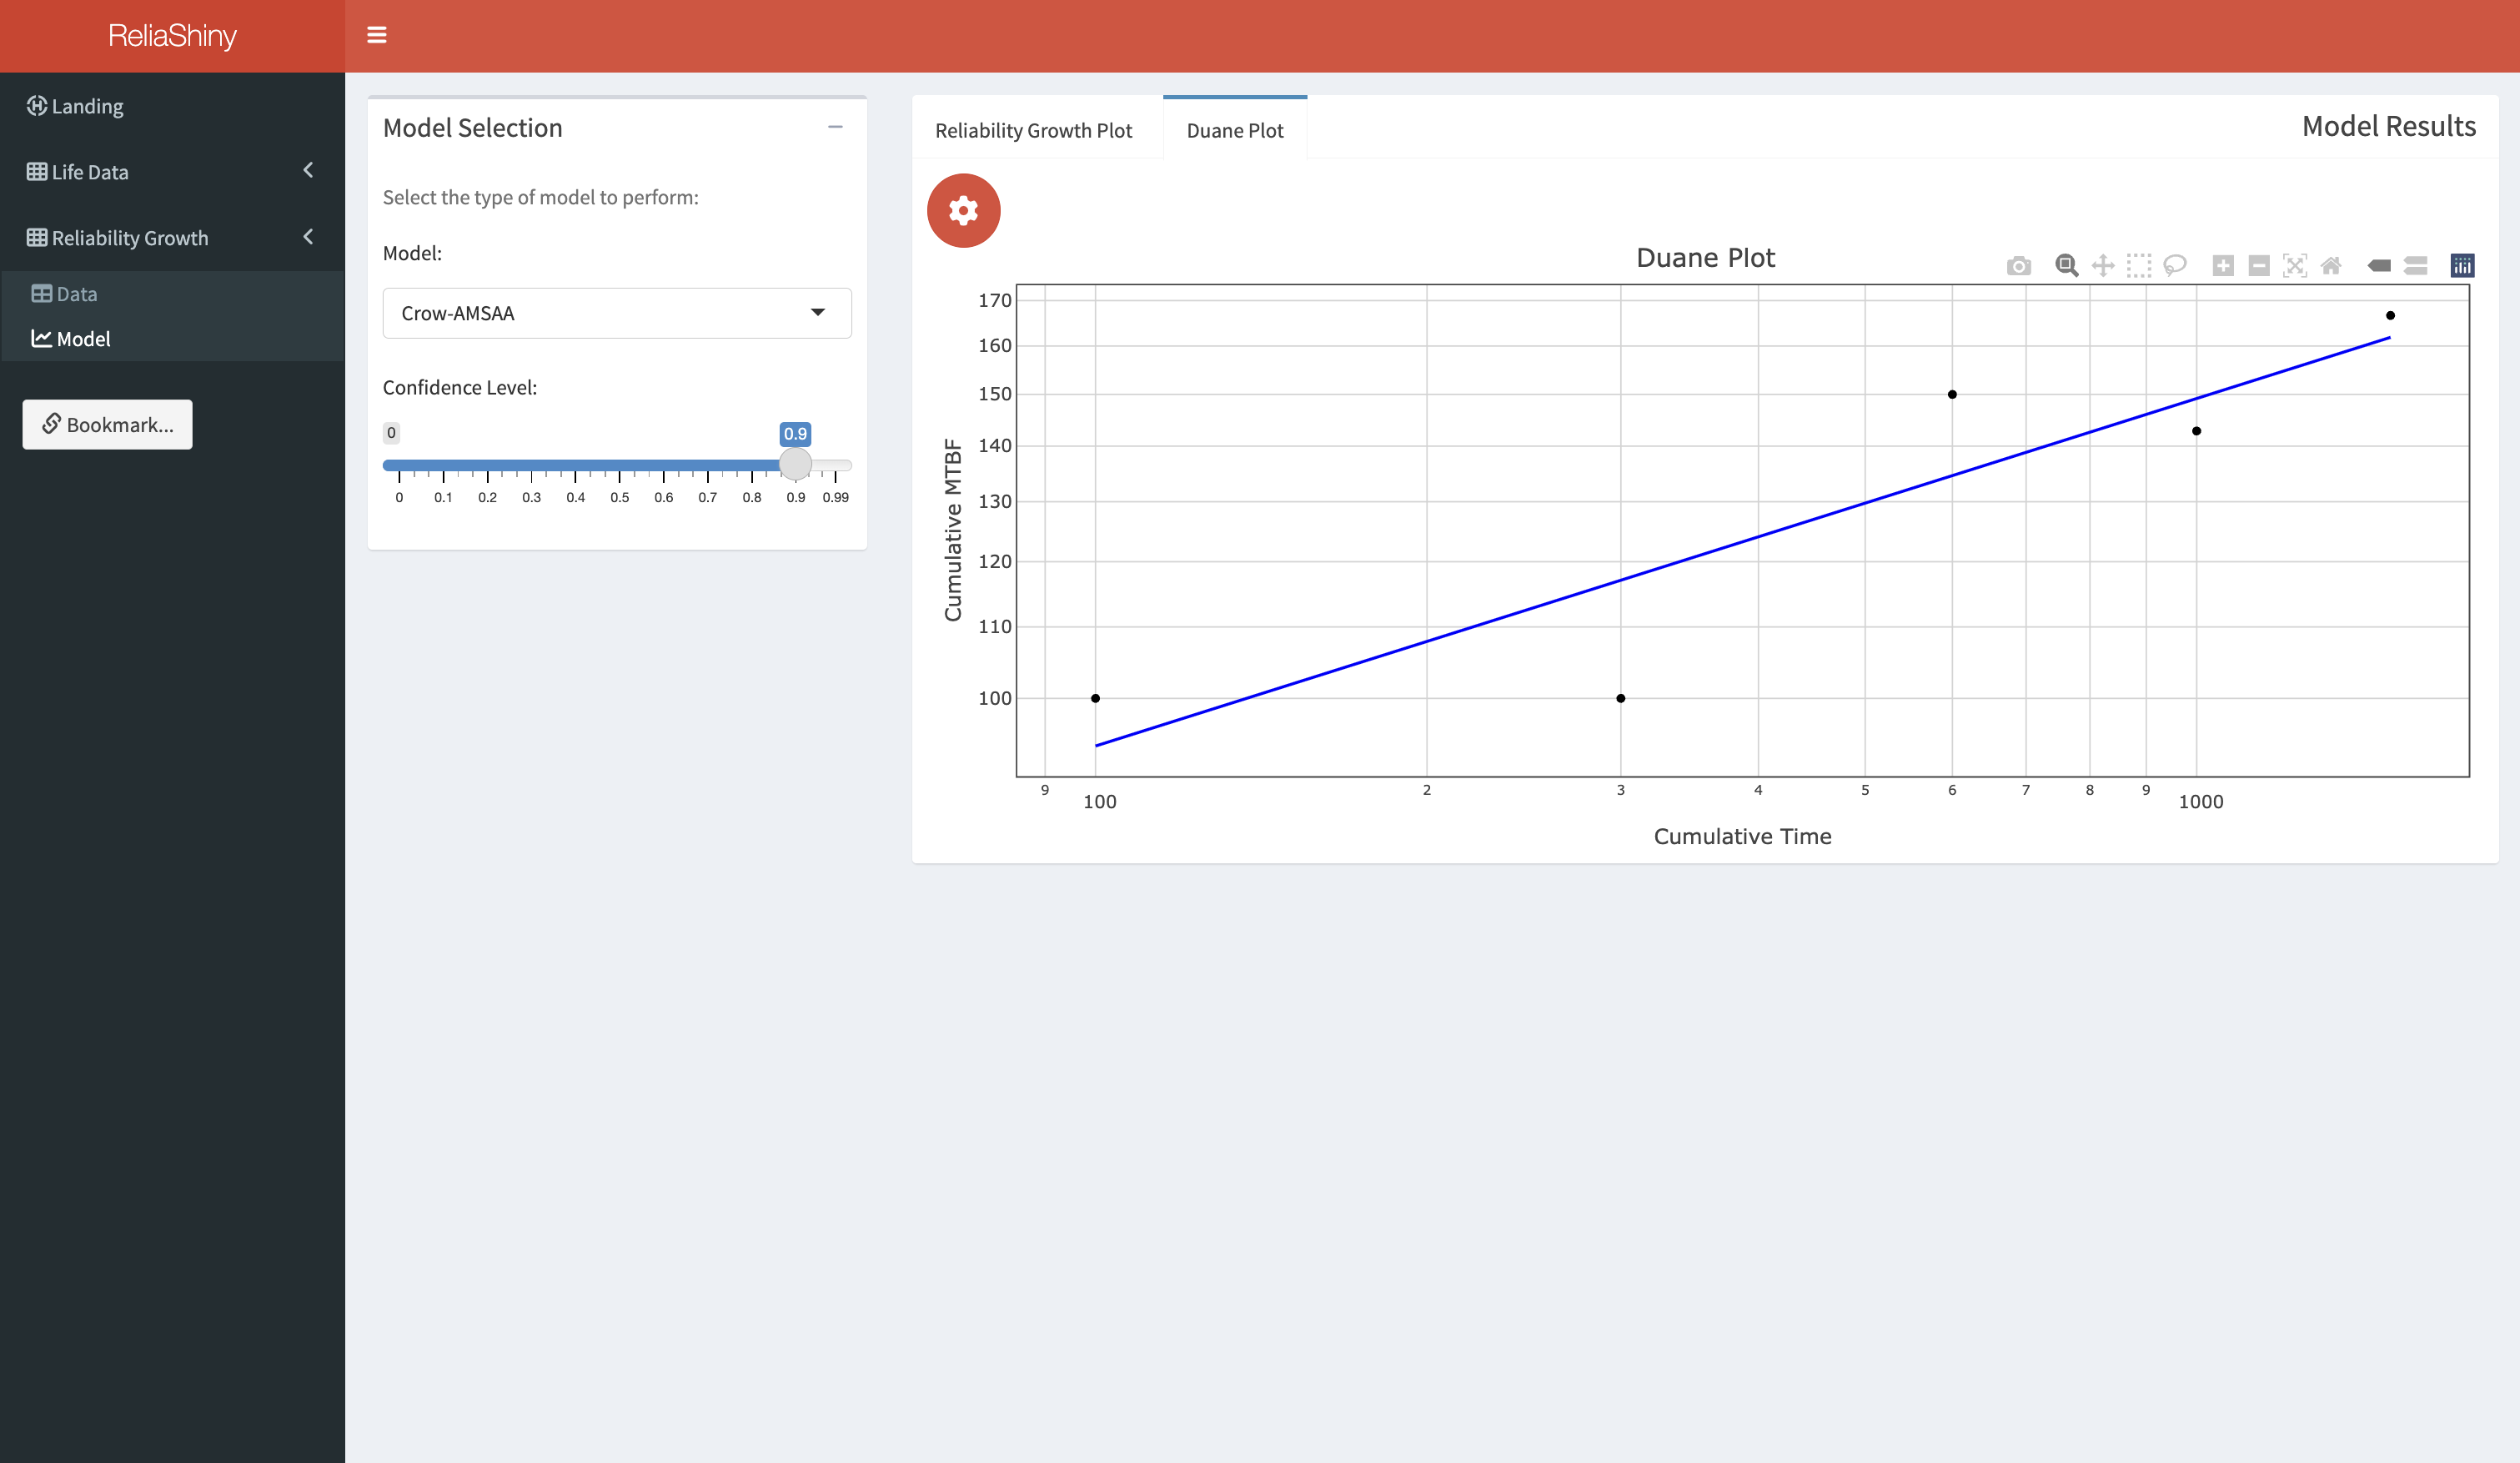 ReliaShiny
Landing
Life Data
Reliability Growth
Data
Model
Bookmark...
Model Selection
Select the type of model to perform:
Model:
Crow-AMSAA
Confidence Level:
0
0.9
0 0.1 0.2 0.3 0.4 0.5 0.6 0.7 0.8 0.9 0.99
Reliability Growth Plot Duane Plot Model Results
Duane Plot
170
160
150
140
130
120
110
100
Cumulative MTBF
9 100 2 3 4 5 6 7 8 9 1000
Cumulative Time